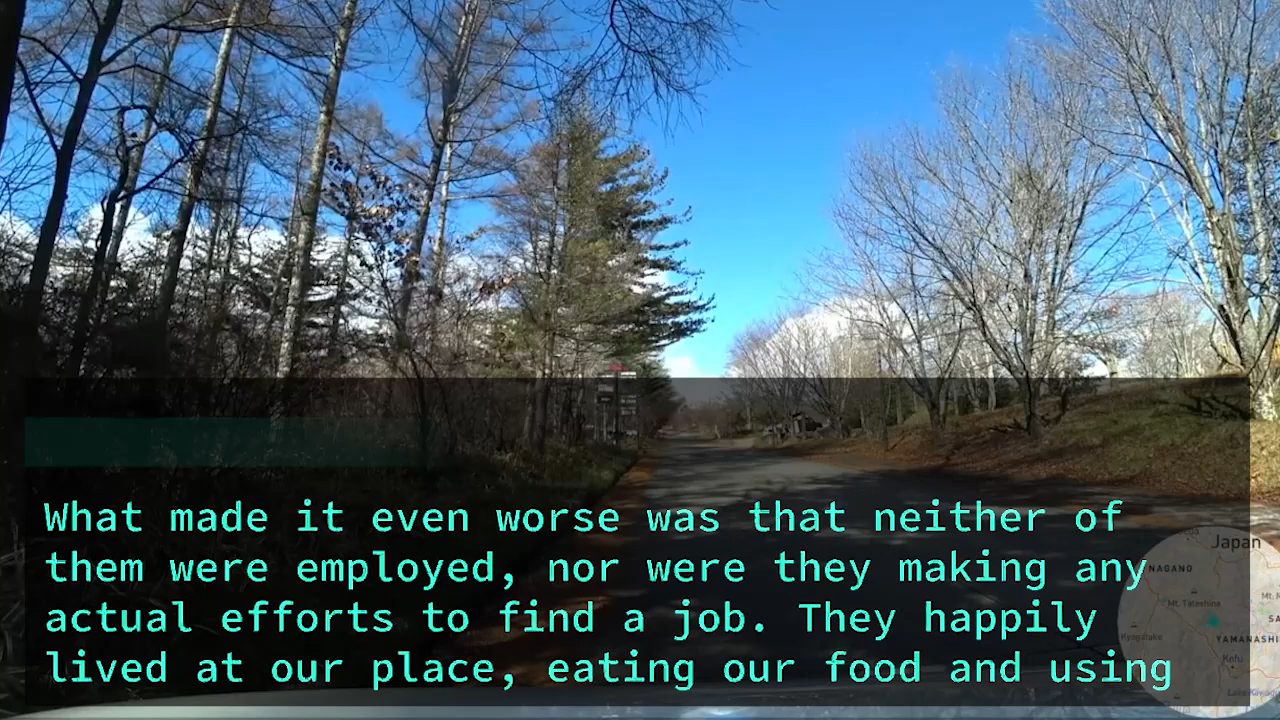 What made it even worse was that neither of
them were employed, nor were they making any
actual efforts to find a job. They happily
lived at our place, eating our food and using
Japan
NAGANO
Mt. Tateshina
YAMANASHI
Kofu